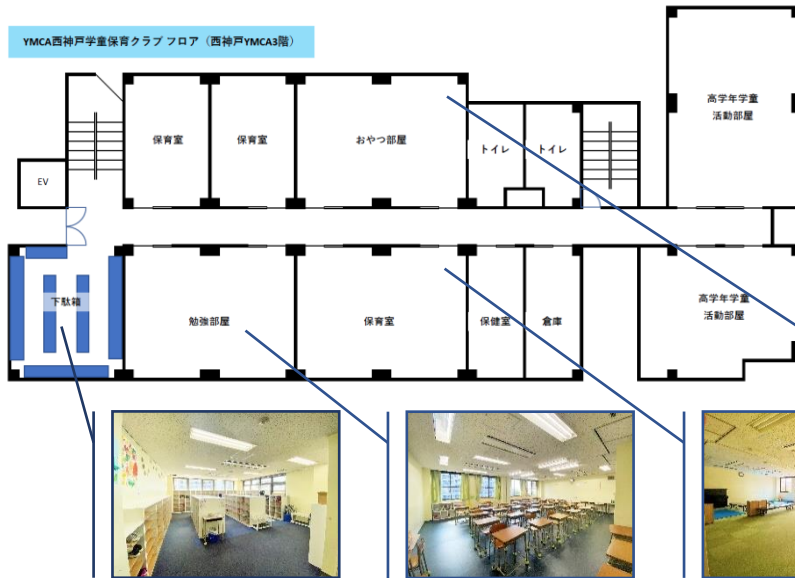 YMCA西神戸学童保育クラブ フロア（西神戸YMCA3階）
高学年学童
活動部屋
保育室
保育室
おやつ部屋
トイレ
トイレ
EV
下駄箱
勉強部屋
保育室
保健室
倉庫
高学年学童
活動部屋